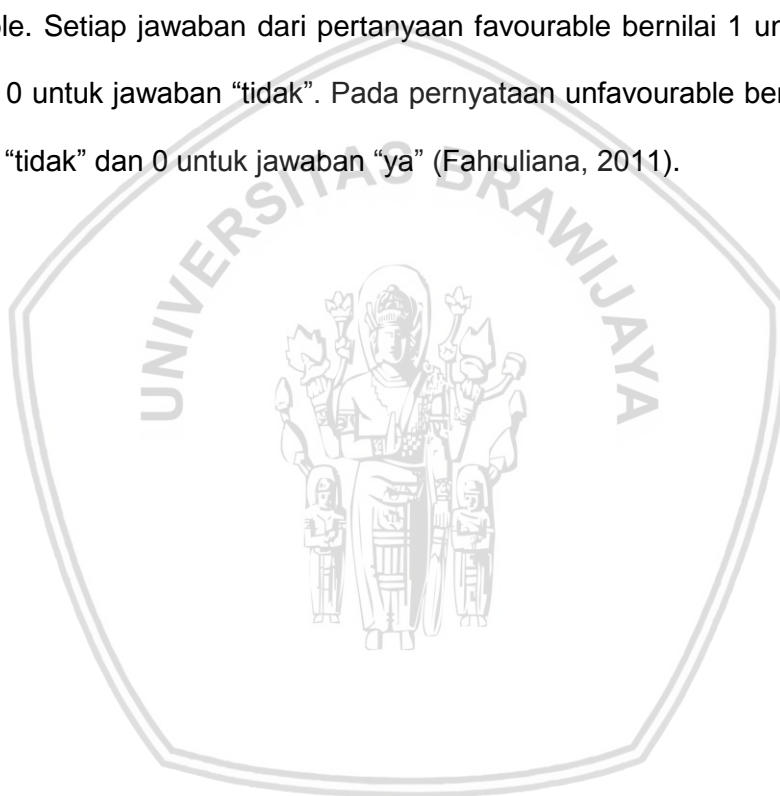 ole. Setiap jawaban dari pertanyaan favourable bernilai 1 un
0 untuk jawaban “tidak”. Pada pernyataan unfavourable ber
“tidak” dan 0 untuk jawaban “ya” (Fahruliana, 2011).
UNIVERSITAS BRAWIJAYA